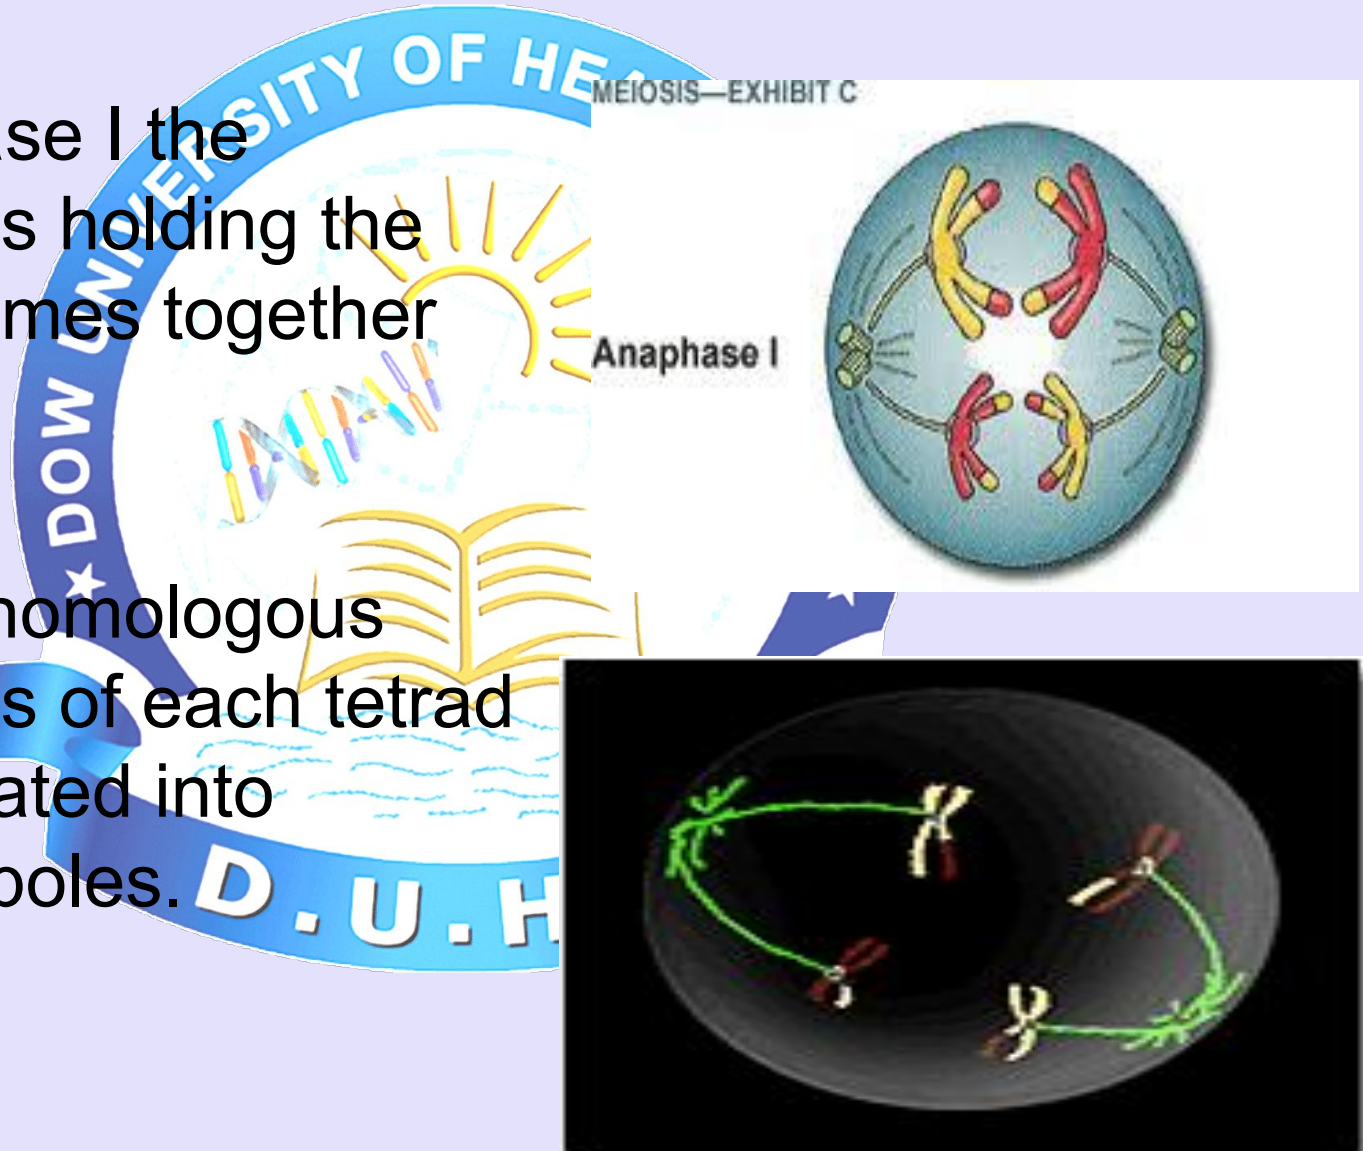 se I the
s holding the
mes together
homologous
s of each tetrad
ated into
poles.
MEIOSIS—EXHIBIT C
Anaphase I
DOW UNIVERSITY OF HEA
D.U.H